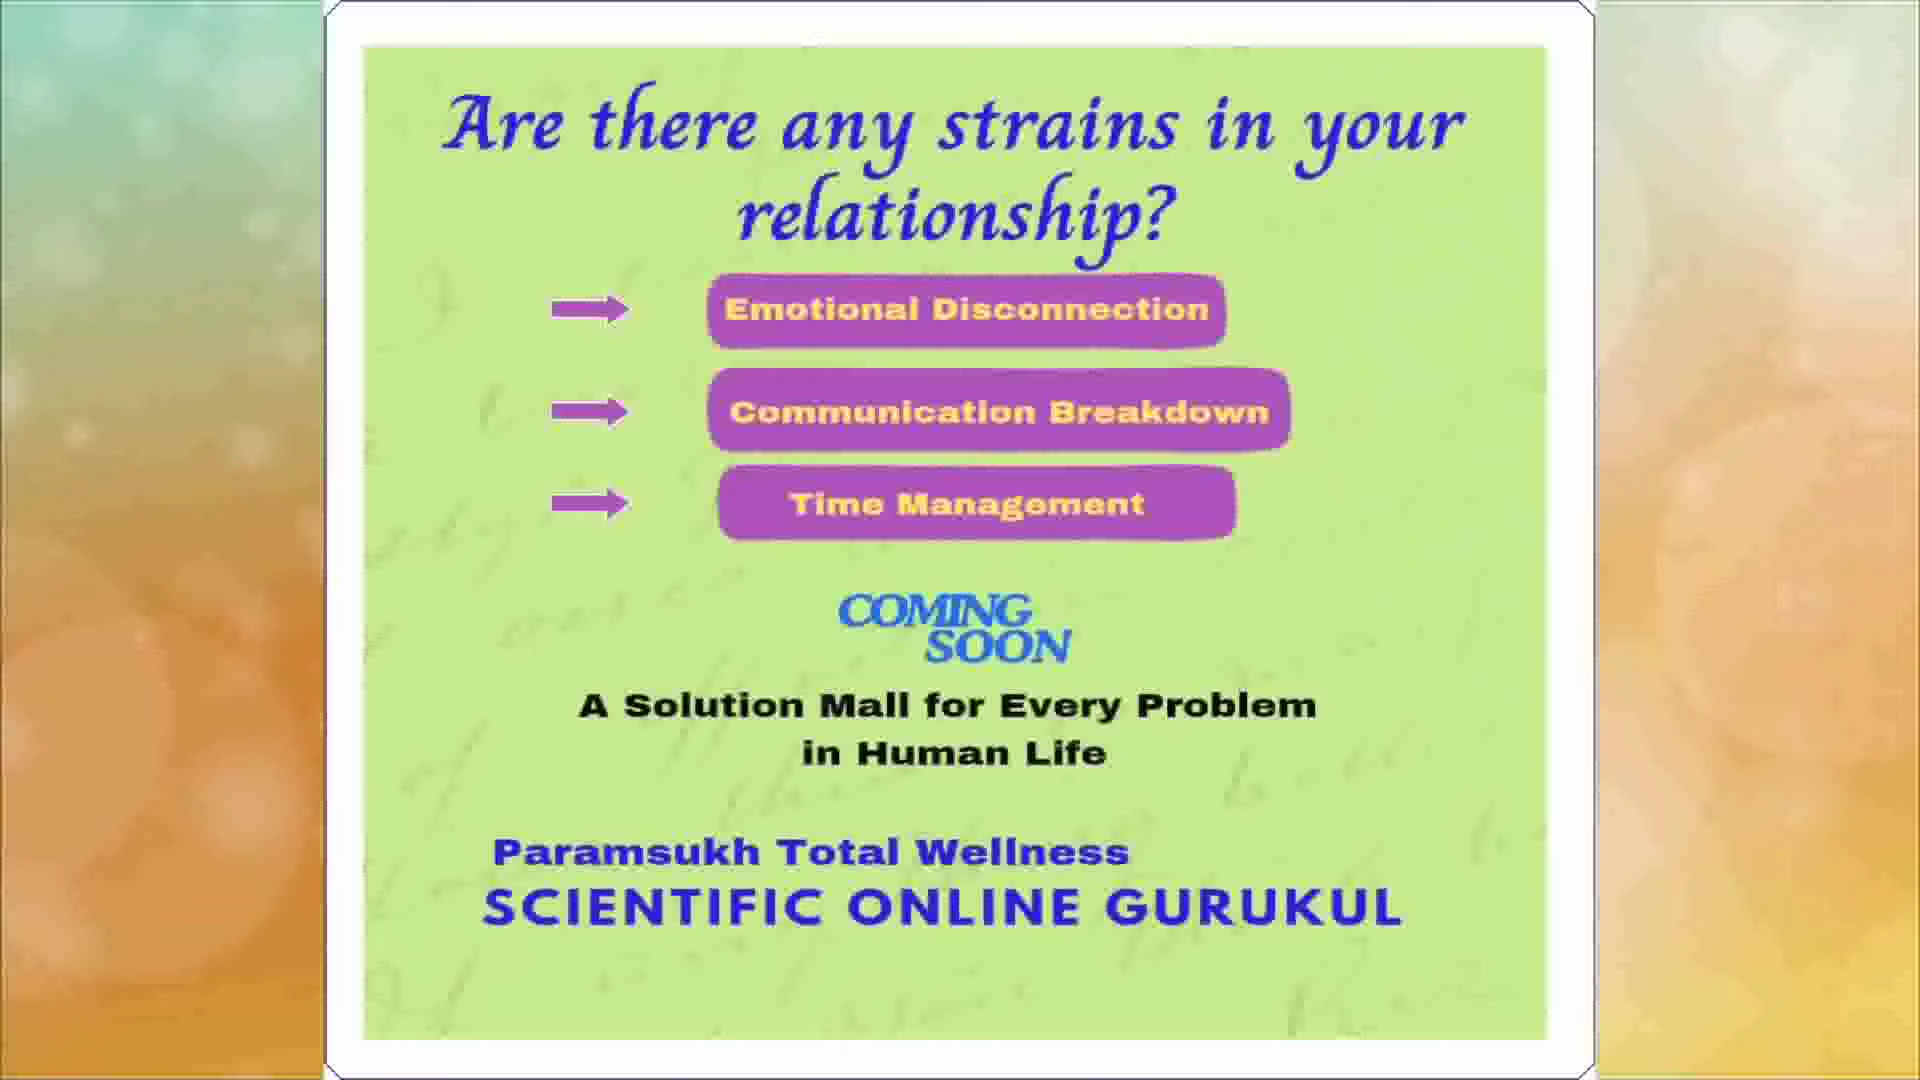 Are there any strains in your
relationship?
Emotional Disconnection
Communication Breakdown
Time Management
COMING
SOON
A Solution Mall for Every Problem
in Human Life
Paramsukh Total Wellness
SCIENTIFIC ONLINE GURUKUL